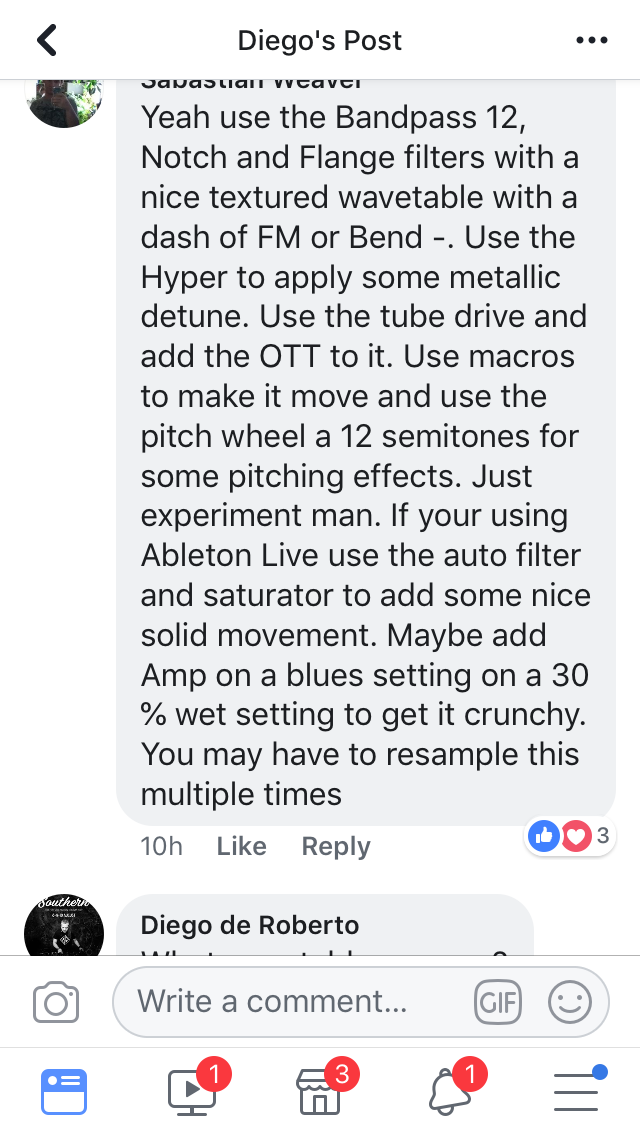 Diego's Post
Sabastian Weaver
Yeah use the Bandpass 12,
Notch and Flange filters with a
nice textured wavetable with a
dash of FM or Bend -. Use the
Hyper to apply some metallic
detune. Use the tube drive and
add the OTT to it. Use macros
to make it move and use the
pitch wheel a 12 semitones for
some pitching effects. Just
experiment man. If your using
Ableton Live use the auto filter
and saturator to add some nice
solid movement. Maybe add
Amp on a blues setting on a 30
% wet setting to get it crunchy.
You may have to resample this
multiple times
10h Like Reply 3
Southern
Diego de Roberto
Write a comment...
GIF
1 3 1